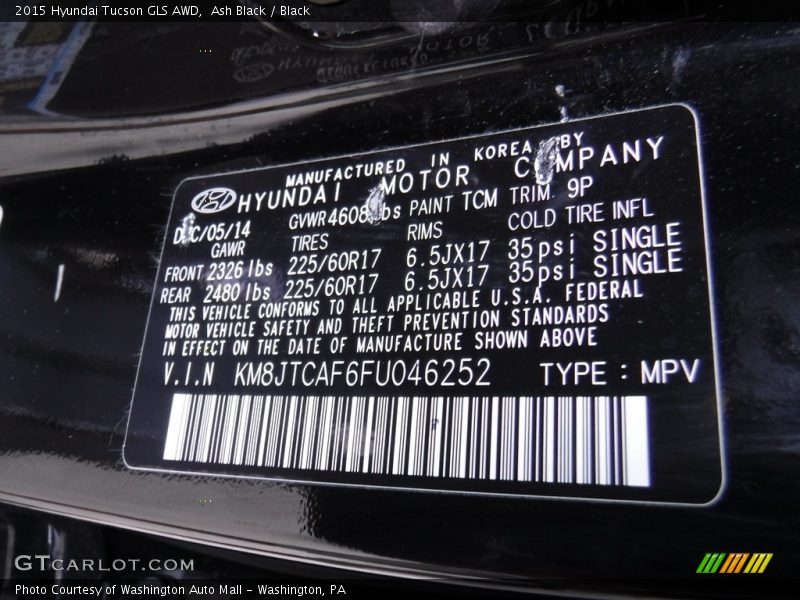 2015 Hyundai Tucson GLS AWD,  Ash Black / Black
MANUFACTURED IN KOREA BY
HYUNDAI MOTOR COMPANY
DEC/05/14 GVWR 4608 lbs PAINT TCM TRIM 9P
GAWR TIRES RIMS COLD TIRE INFL
FRONT 2326 lbs 225/60R17 6.5JX17 35psi SINGLE
REAR 2480 lbs 225/60R17 6.5JX17 35psi SINGLE
THIS VEHICLE CONFORMS TO ALL APPLICABLE U.S.A. FEDERAL
MOTOR VEHICLE SAFETY AND THEFT PREVENTION STANDARDS
IN EFFECT ON THE DATE OF MANUFACTURE SHOWN ABOVE
V.I.N KM8JTCAF6FU046252 TYPE : MPV
GTCARLOT.COM
Photo Courtesy of Washington Auto Mall - Washington, PA